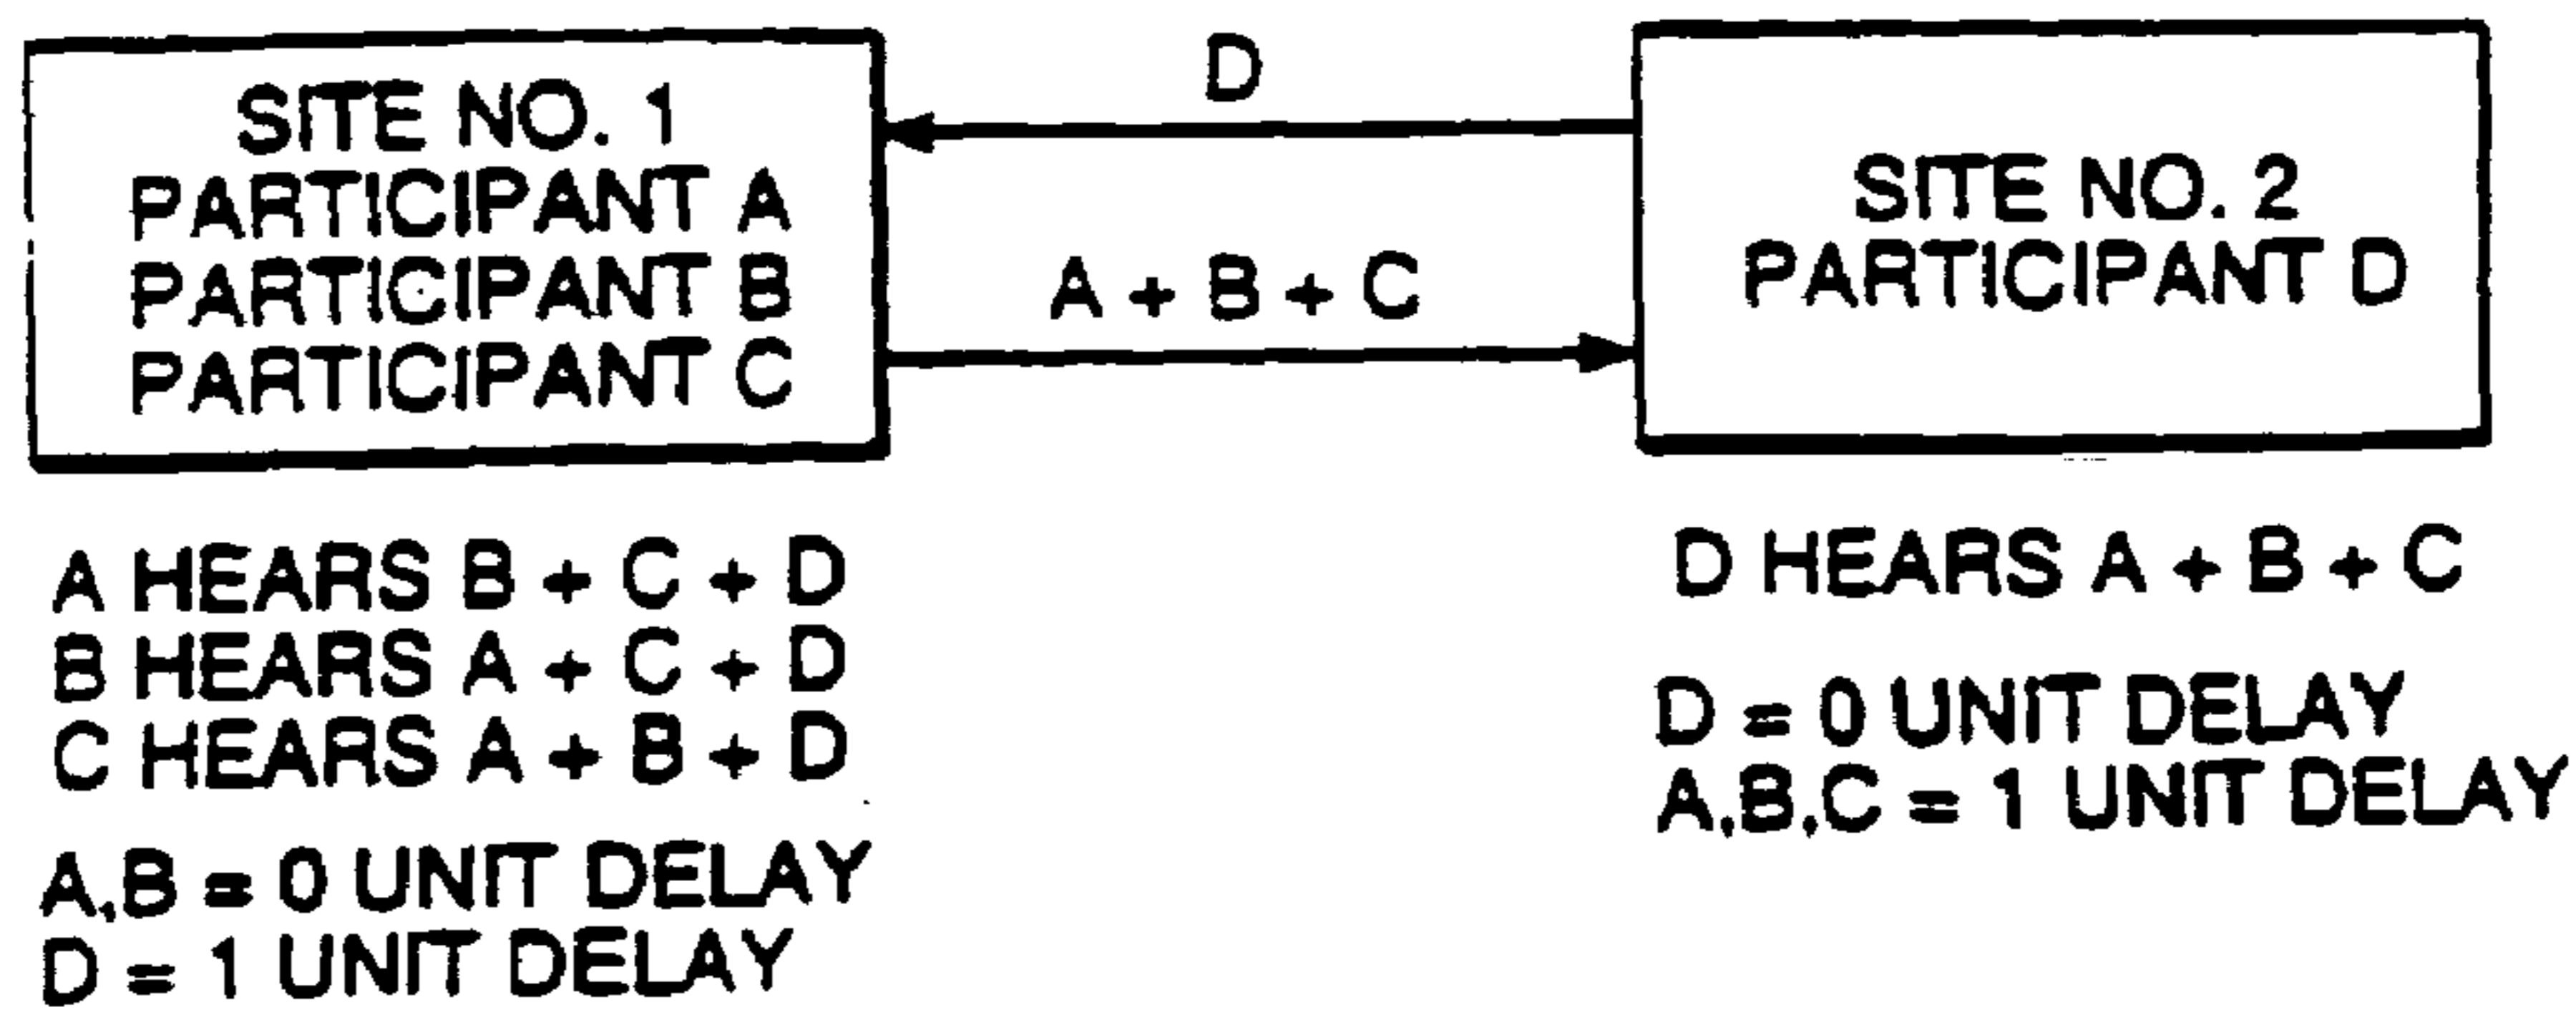 SITE NO. 1
PARTICIPANT A
PARTICIPANT B
PARTICIPANT C
D
A + B + C
SITE NO. 2
PARTICIPANT D
A HEARS B + C + D
B HEARS A + C + D
C HEARS A + B + D
A,B = 0 UNIT DELAY
D = 1 UNIT DELAY
D HEARS A + B + C
D = 0 UNIT DELAY
A,B,C = 1 UNIT DELAY